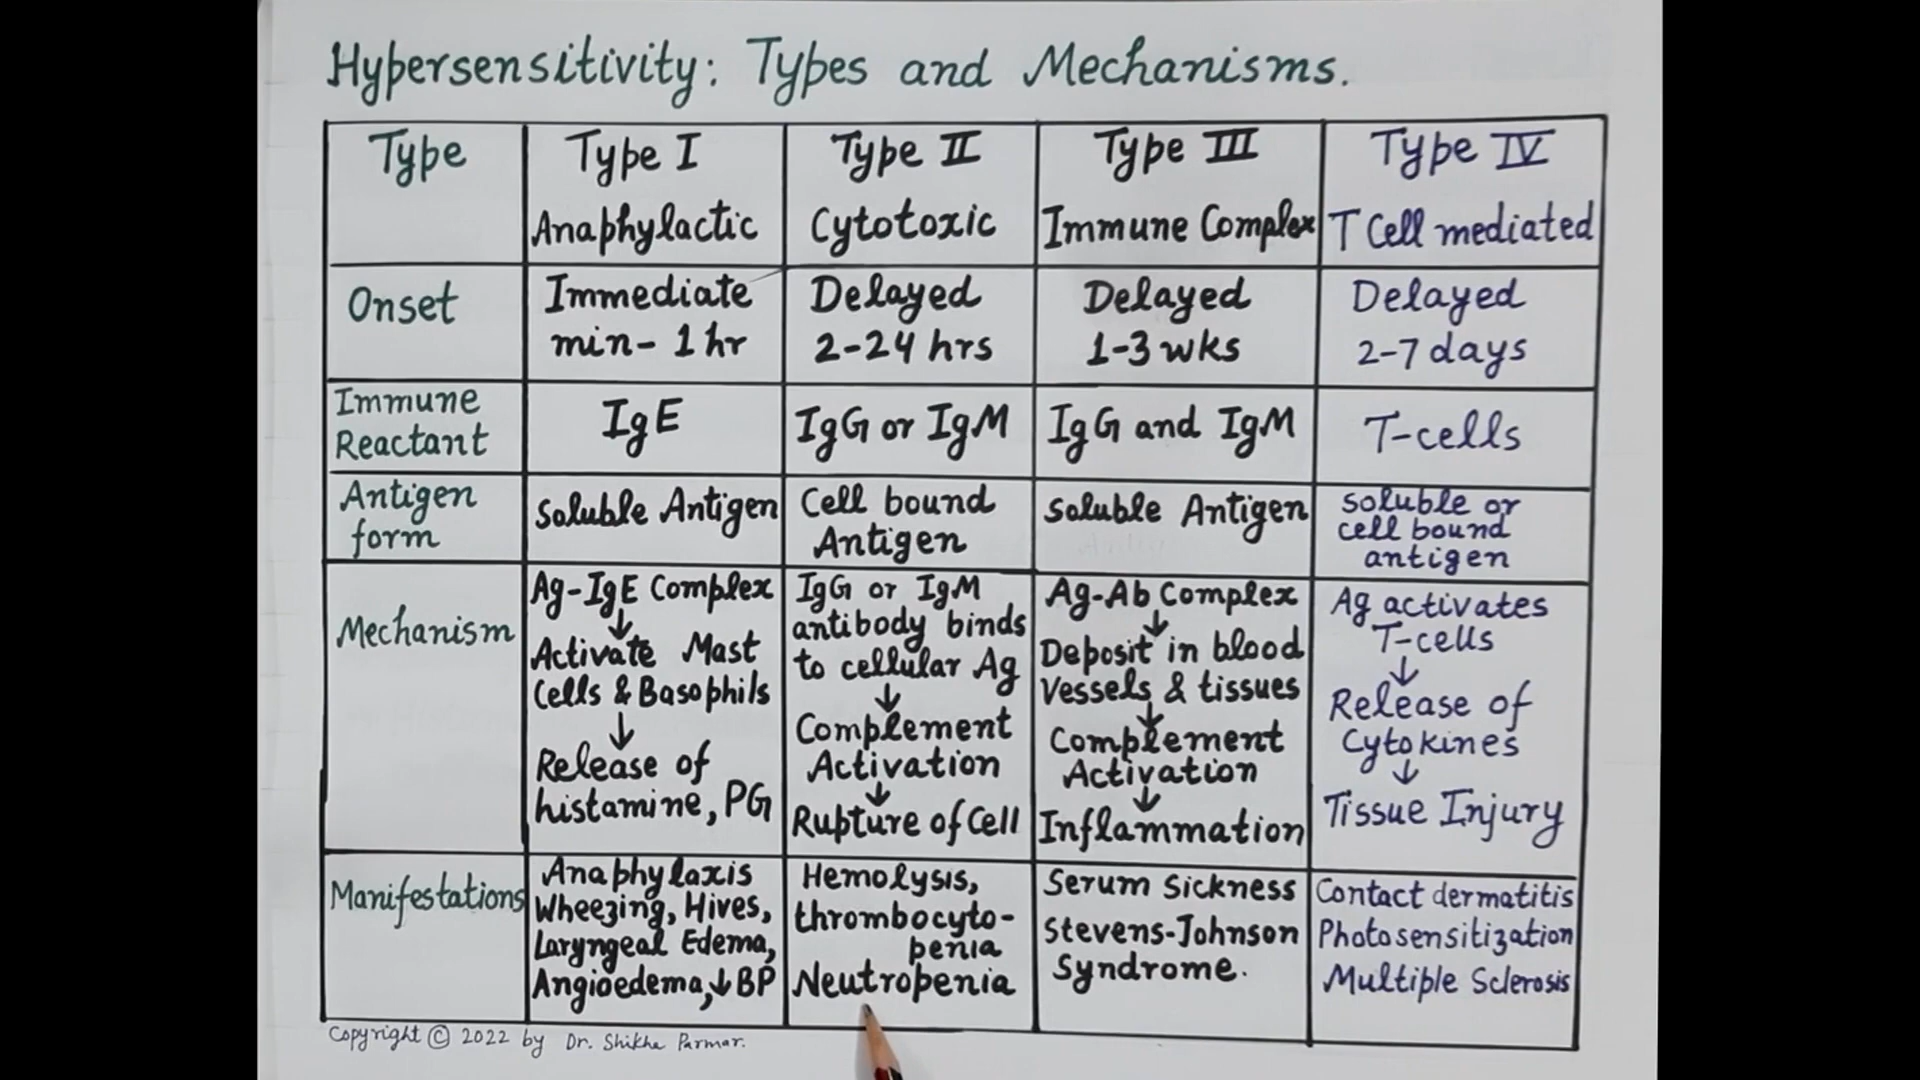 Hypersensitivity: Types and Mechanisms.
Type
Type I
Anaphylactic
Type II
Cytotoxic
Type III
Immune Complex
Type IV
T Cell mediated
Onset
Immediate
min- 1 hr
Delayed
2-24 hrs
Delayed
1-3 wks
Delayed
2-7 days
Immune
Reactant
IgE
IgG or IgM
IgG and IgM
T-cells
Antigen
form
Soluble Antigen
Cell bound
Antigen
Soluble Antigen
Soluble or
cell bound
antigen
Mechanism
Ag-IgE Complex
↓
Activate Mast
Cells & Basophils
↓
Release of
histamine, PG
IgG or IgM
antibody binds
to cellular Ag
↓
Complement
Activation
↓
Rupture of Cell
Ag-Ab Complex
↓
Deposit in blood
Vessels & tissues
↓
Complement
Activation
↓
Inflammation
Ag activates
T-cells
↓
Release of
Cytokines
↓
Tissue Injury
Manifestations
Anaphylaxis
Wheezing, Hives,
Laryngeal Edema,
Angioedema, ↓ BP
Hemolysis,
thrombocyto-
penia
Neutropenia
Serum Sickness
Stevens-Johnson
Syndrome.
Contact dermatitis
Photosensitization
Multiple Sclerosis
Copyright © 2022 by Dr. Shikha Parmar.